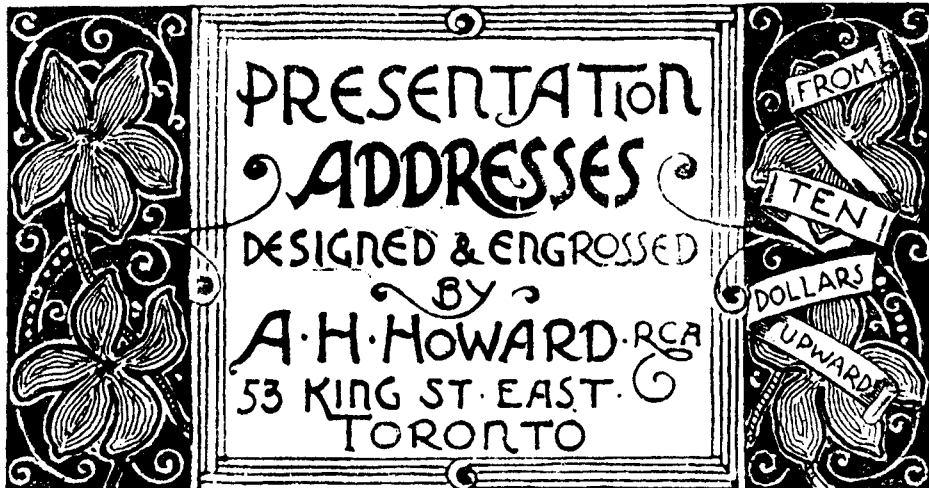 PRESENTATION
ADDRESSES
DESIGNED & ENGROSSED
BY
A·H·HOWARD·RCA
53 KING ST·EAST·
TORONTO
FROM
TEN
DOLLARS
UPWARDS